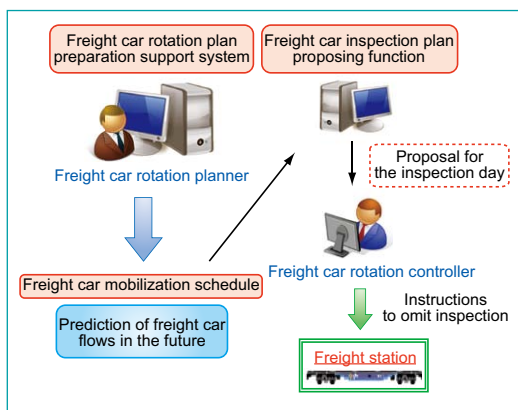 Freight car rotation plan
preparation support system
Freight car inspection plan
proposing function
Freight car rotation planner
Proposal for
the inspection day
Freight car rotation controller
Freight car mobilization schedule
Prediction of freight car
flows in the future
Instructions
to omit inspection
Freight station